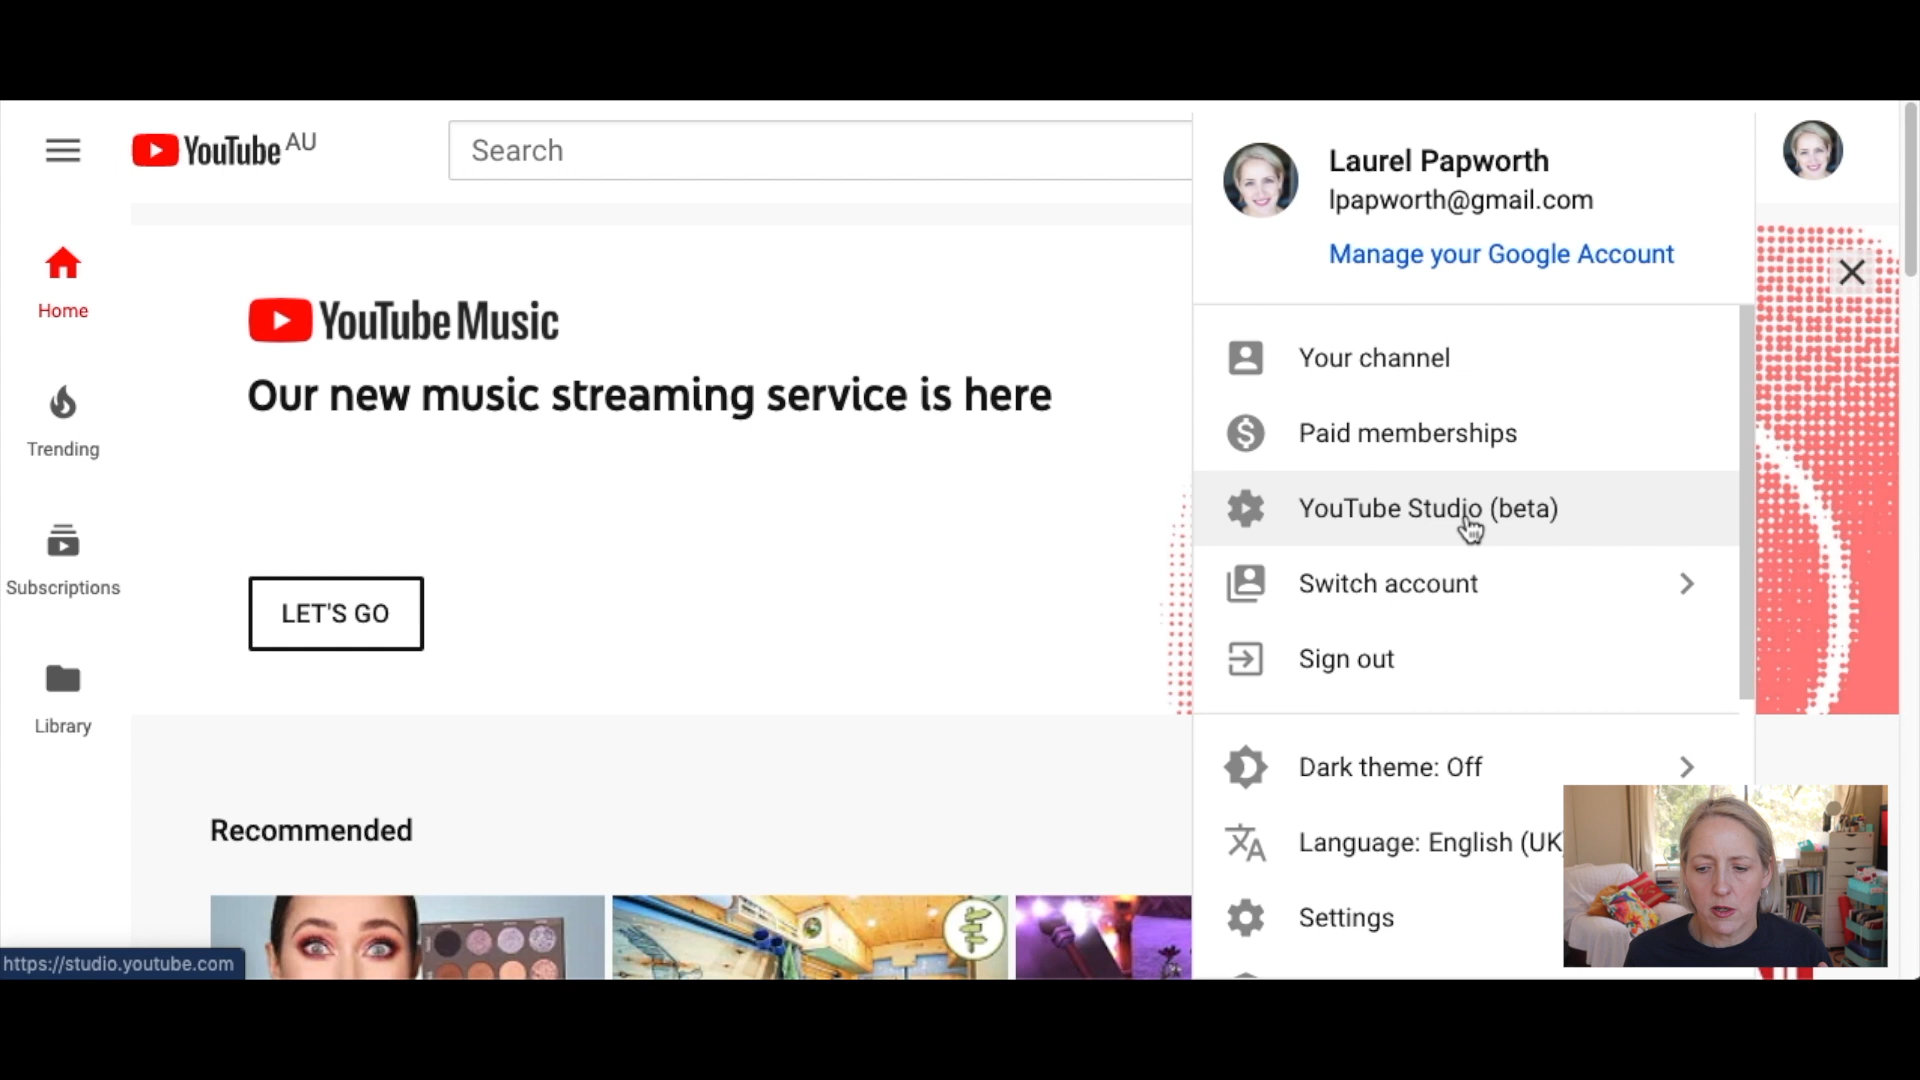 YouTube AU
Search
Laurel Papworth
lpapworth@gmail.com
Manage your Google Account
Home
Trending
Subscriptions
Library
YouTube Music
Our new music streaming service is here
LET'S GO
Your channel
Paid memberships
YouTube Studio (beta)
Switch account
Sign out
Dark theme: Off
Language: English (UK)
Settings
Recommended
https://studio.youtube.com